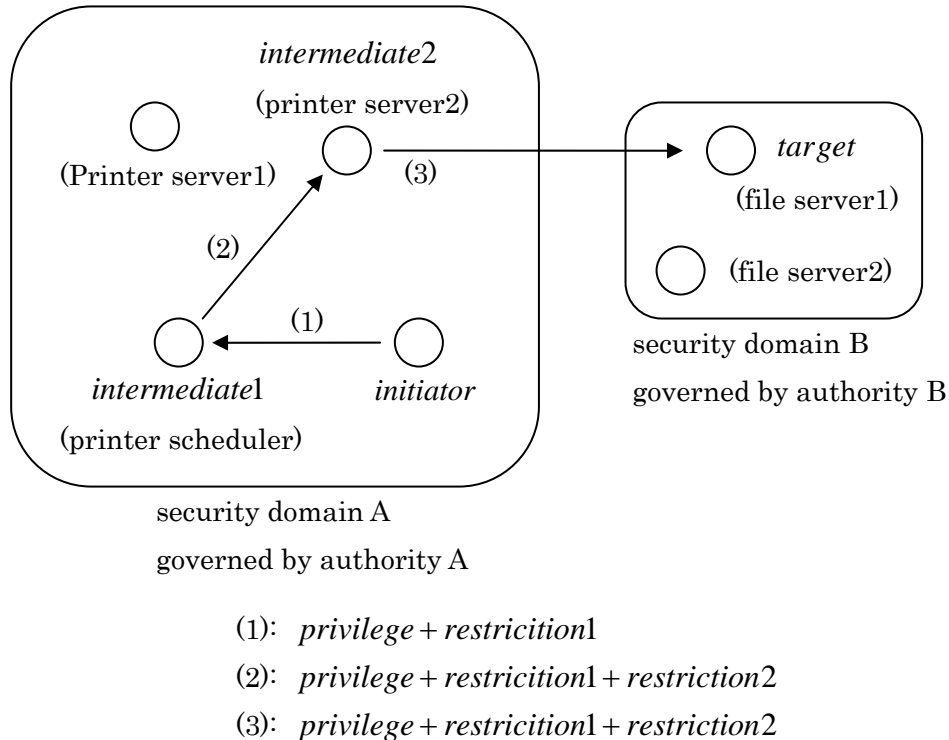 intermediate2
(printer server2)
(Printer server1)
(3)
target
(file server1)
(2)
(file server2)
(1)
intermediate1
initiator
(printer scheduler)
security domain B
governed by authority B
security domain A
governed by authority A
(1): privilege + restricition1
(2): privilege + restricition1 + restriction2
(3): privilege + restricition1 + restriction2